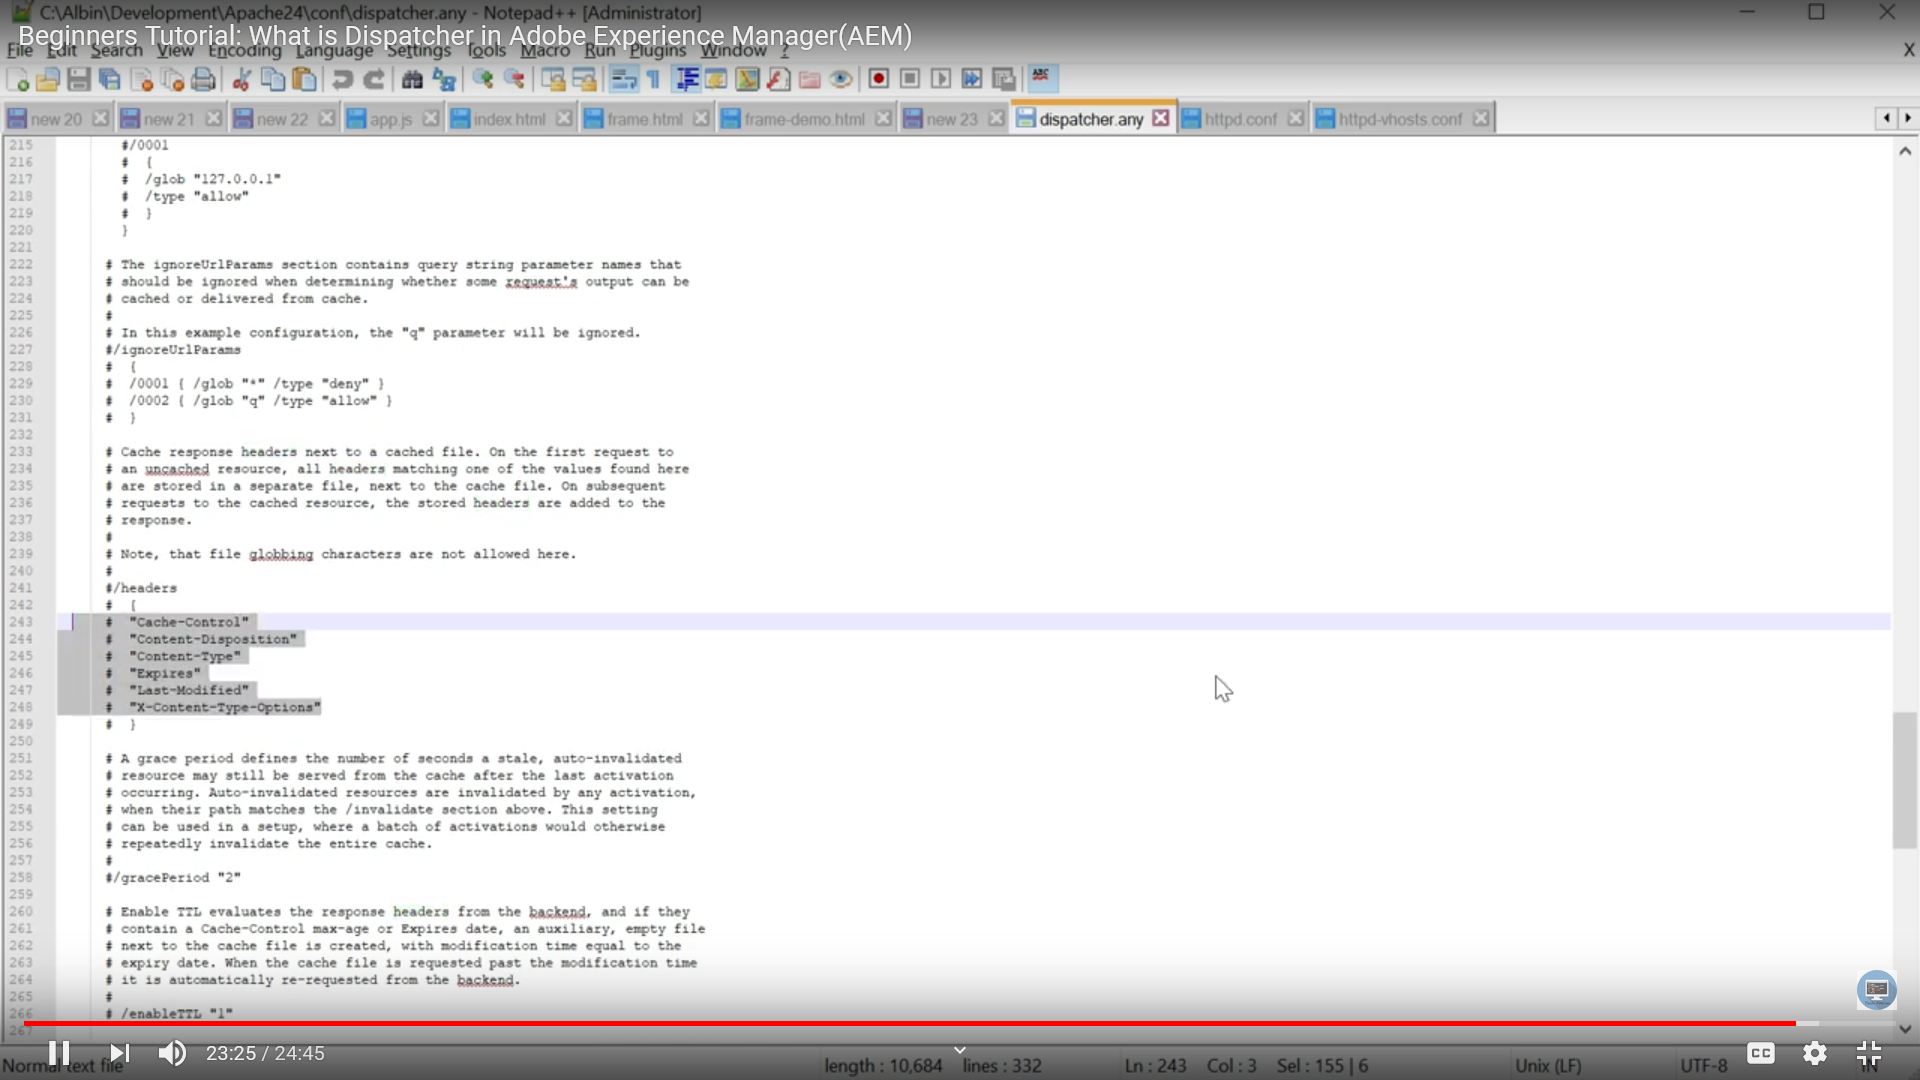 C:\Albin\Development\Apache24\conf\dispatcher.any - Notepad++ [Administrator]
Beginners Tutorial: What is Dispatcher in Adobe Experience Manager(AEM)
File Edit Search View Encoding Language Settings Tools Macro Run Plugins Window ? X
new 20 new 21 new 22 app.js index.html frame.html frame-demo.html new 23 dispatcher.any httpd.conf httpd-vhosts.conf
215 #/0001
216 # {
217 # /glob "127.0.0.1"
218 # /type "allow"
219 # }
220 }
221
222 # The ignoreUrlParams section contains query string parameter names that
223 # should be ignored when determining whether some request's output can be
224 # cached or delivered from cache.
225 #
226 # In this example configuration, the "q" parameter will be ignored.
227 #/ignoreUrlParams
228 # {
229 # /0001 { /glob "*" /type "deny" }
230 # /0002 { /glob "q" /type "allow" }
231 # }
232
233 # Cache response headers next to a cached file. On the first request to
234 # an uncached resource, all headers matching one of the values found here
235 # are stored in a separate file, next to the cache file. On subsequent
236 # requests to the cached resource, the stored headers are added to the
237 # response.
238 #
239 # Note, that file globbing characters are not allowed here.
240 #
241 #/headers
242 # {
243 # "Cache-Control"
244 # "Content-Disposition"
245 # "Content-Type"
246 # "Expires"
247 # "Last-Modified"
248 # "X-Content-Type-Options"
249 # }
250
251 # A grace period defines the number of seconds a stale, auto-invalidated
252 # resource may still be served from the cache after the last activation
253 # occurring. Auto-invalidated resources are invalidated by any activation,
254 # when their path matches the /invalidate section above. This setting
255 # can be used in a setup, where a batch of activations would otherwise
256 # repeatedly invalidate the entire cache.
257 #
258 #/gracePeriod "2"
259
260 # Enable TTL evaluates the response headers from the backend, and if they
261 # contain a Cache-Control max-age or Expires date, an auxiliary, empty file
262 # next to the cache file is created, with modification time equal to the
263 # expiry date. When the cache file is requested past the modification time
264 # it is automatically re-requested from the backend.
265 #
266 # /enableTTL "1"
267
23:25 / 24:45 CC
Normal text file length : 10,684 lines : 332 Ln : 243 Col : 3 Sel : 155 | 6 Unix (LF) UTF-8 IN